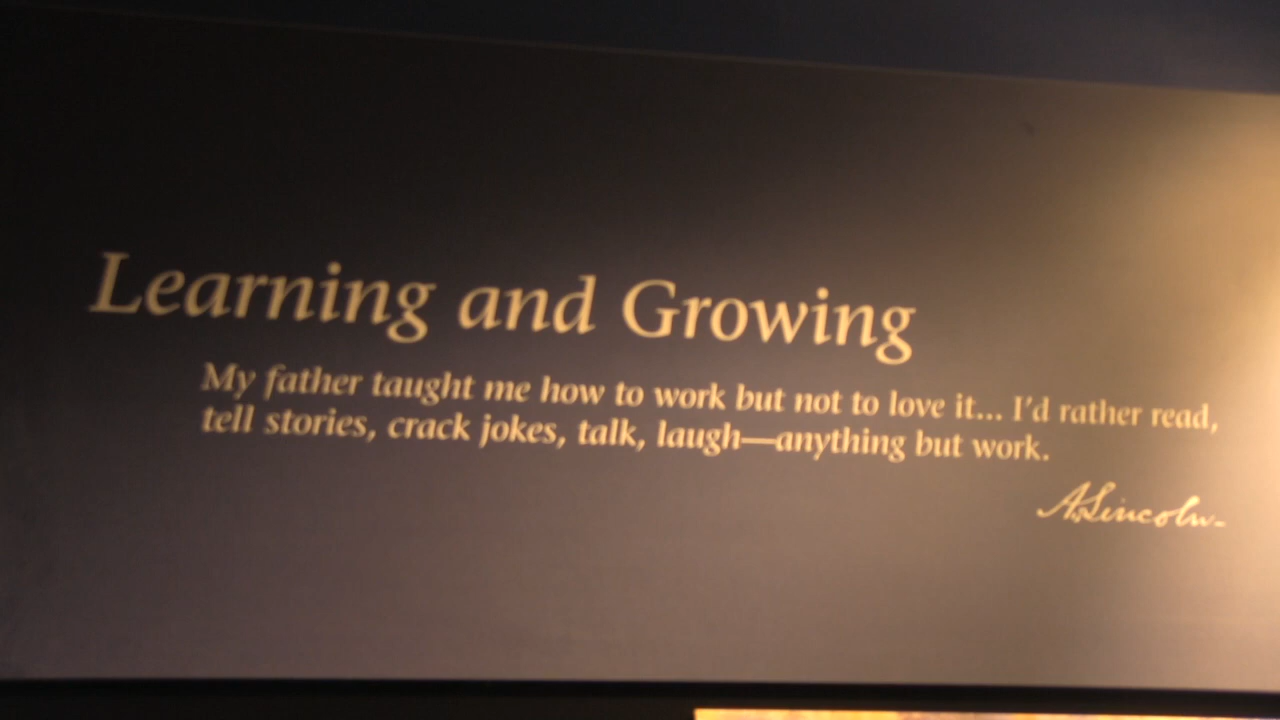 Learning and Growing
My father taught me how to work but not to love it... I'd rather read,
tell stories, crack jokes, talk, laugh—anything but work.
A. Lincoln